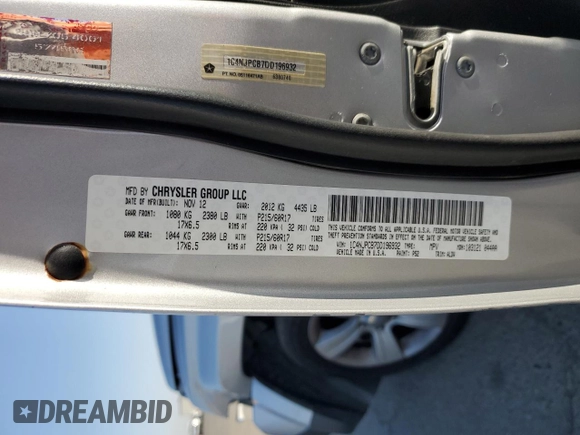 1C4NJPCB7DD196932
MFD BY CHRYSLER GROUP LLC
DATE OF MFR(BUILT): NOV 12 GVWR: 2012 KG 4435 LB
GAWR FRONT: 1080 KG 2380 LB P215/60R17 TIRES
17X6.5 RIMS AT 220 KPA ( 32 PSI) COLD
GAWR REAR: 1044 KG 2300 LB P215/60R17 TIRES
17X6.5 RIMS AT 220 KPA ( 32 PSI) COLD
THIS VEHICLE CONFORMS TO ALL APPLICABLE U.S.A. FEDERAL MOTOR VEHICLE SAFETY AND
THEFT PREVENTION STANDARDS IN EFFECT ON THE DATE OF MANUFACTURE SHOWN ABOVE.
VIN: 1C4NJPCB7DD196932 TYPE: MPV
VEHICLE MADE IN U.S.A. PAINT: PS2 TRIM: ALDR
DREAMBID